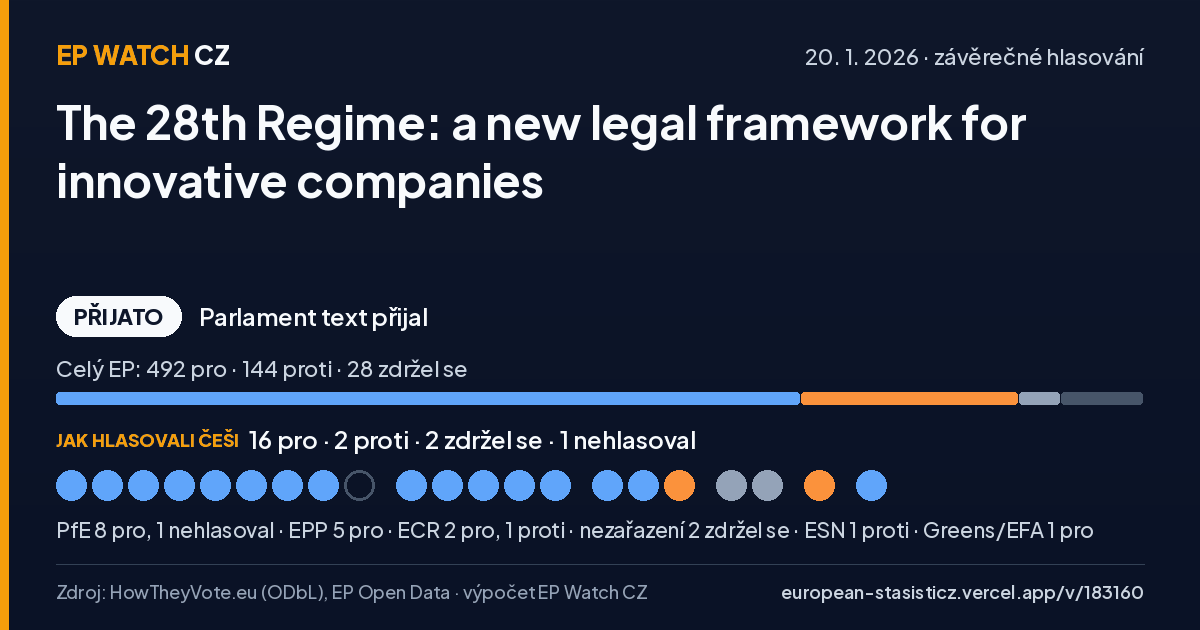 EP WATCH CZ
20. 1. 2026 · závěrečné hlasování
The 28th Regime: a new legal framework for
innovative companies
PŘIJATO Parlament text přijal
Celý EP: 492 pro · 144 proti · 28 zdržel se
JAK HLASOVALI ČEŠI 16 pro · 2 proti · 2 zdržel se · 1 nehlasoval
PfE 8 pro, 1 nehlasoval · EPP 5 pro · ECR 2 pro, 1 proti · nezařazení 2 zdržel se · ESN 1 proti · Greens/EFA 1 pro
Zdroj: HowTheyVote.eu (ODbL), EP Open Data · výpočet EP Watch CZ
european-stasisticz.vercel.app/v/183160